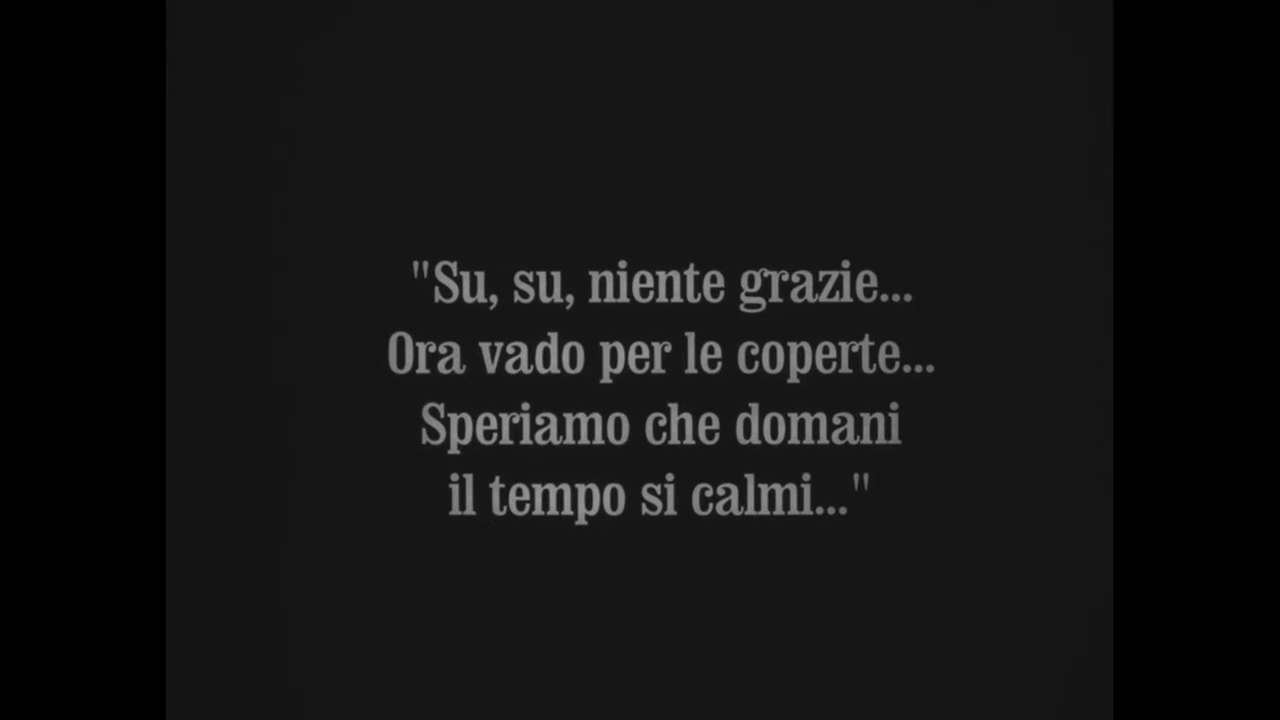 "Su, su, niente grazie...
Ora vado per le coperte...
Speriamo che domani
il tempo si calmi..."